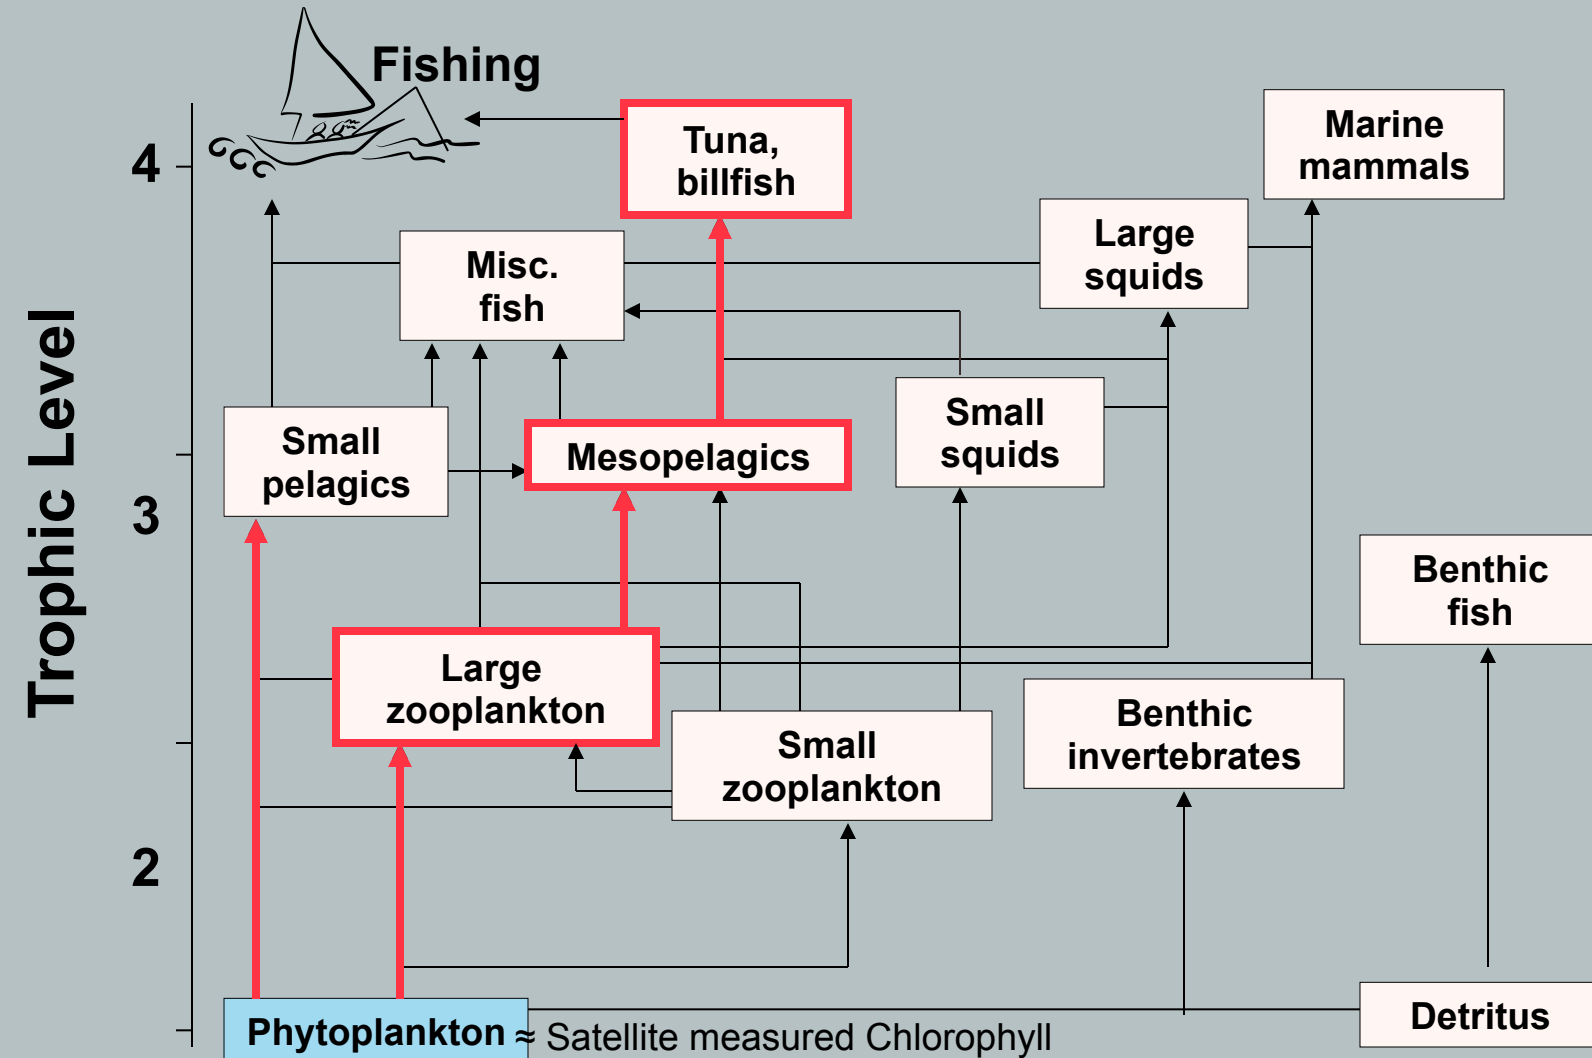 Fishing
Tuna,
billfish
Marine
mammals
4
Large
squids
Misc.
fish
Trophic Level
Small
squids
Small
pelagics
Mesopelagics
3
Benthic
fish
Large
zooplankton
Benthic
invertebrates
Small
zooplankton
2
Phytoplankton ≈ Satellite measured Chlorophyll
Detritus